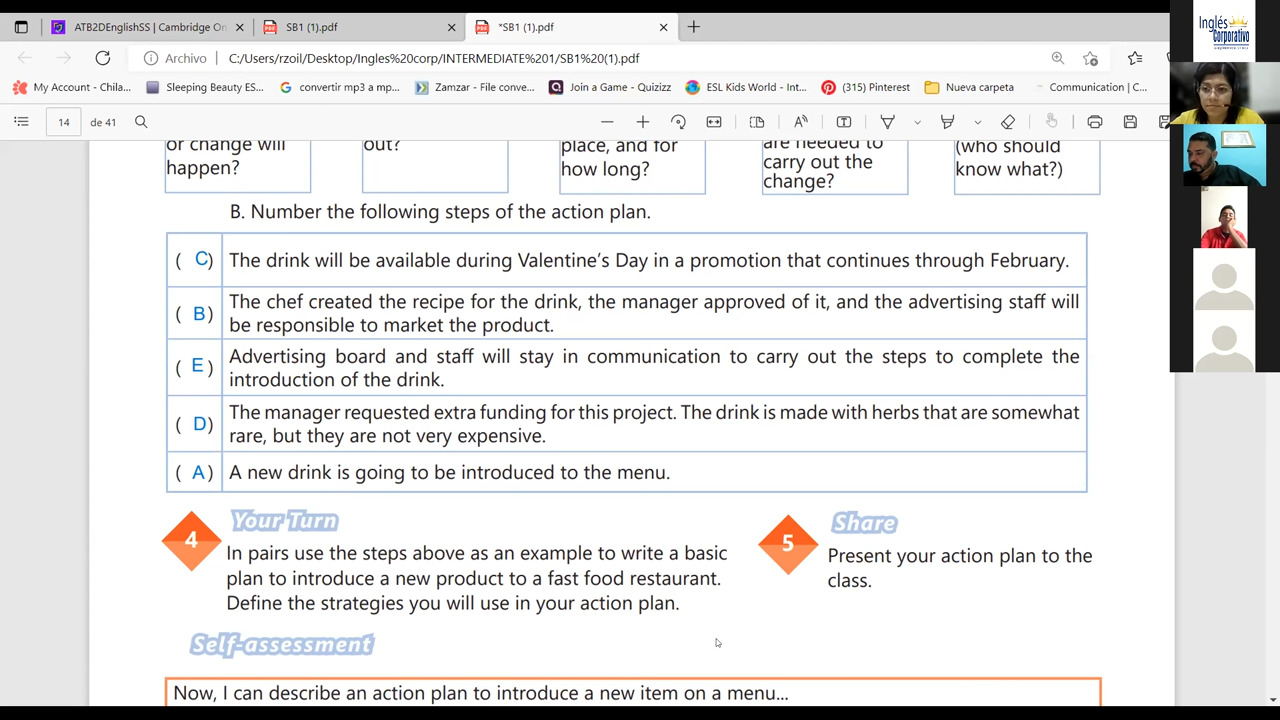 ATB2DEnglishSS | Cambridge On
SB1 (1).pdf
*SB1 (1).pdf
Archivo
C:/Users/rzoil/Desktop/Ingles%20corp/INTERMEDIATE%201/SB1%20(1).pdf
My Account - Chila...
Sleeping Beauty ES...
convertir mp3 a mp...
Zamzar - File conve...
Join a Game - Quizizz
ESL Kids World - Int...
(315) Pinterest
Nueva carpeta
Communication | C...
14 de 41
or change will
happen?
out?
place, and for
how long?
are needed to
carry out the
change?
(who should
know what?)
B. Number the following steps of the action plan.
( C) The drink will be available during Valentine's Day in a promotion that continues through February.
( B ) The chef created the recipe for the drink, the manager approved of it, and the advertising staff will
be responsible to market the product.
( E ) Advertising board and staff will stay in communication to carry out the steps to complete the
introduction of the drink.
( D ) The manager requested extra funding for this project. The drink is made with herbs that are somewhat
rare, but they are not very expensive.
( A ) A new drink is going to be introduced to the menu.
4 Your Turn
In pairs use the steps above as an example to write a basic
plan to introduce a new product to a fast food restaurant.
Define the strategies you will use in your action plan.
5 Share
Present your action plan to the
class.
Self-assessment
Now, I can describe an action plan to introduce a new item on a menu...
Inglés
Corporativo